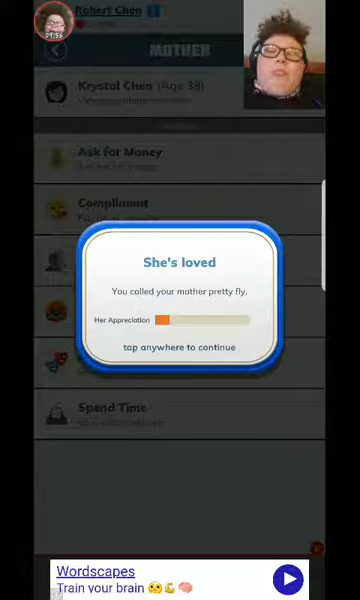 Robert Chen
09:56
MOTHER
Krystal Chen (Age 38)
Ask for Money
Compliment
She's loved
You called your mother pretty fly.
Her Appreciation
tap anywhere to continue
Spend Time
Wordscapes
Train your brain 🤔💪🧠